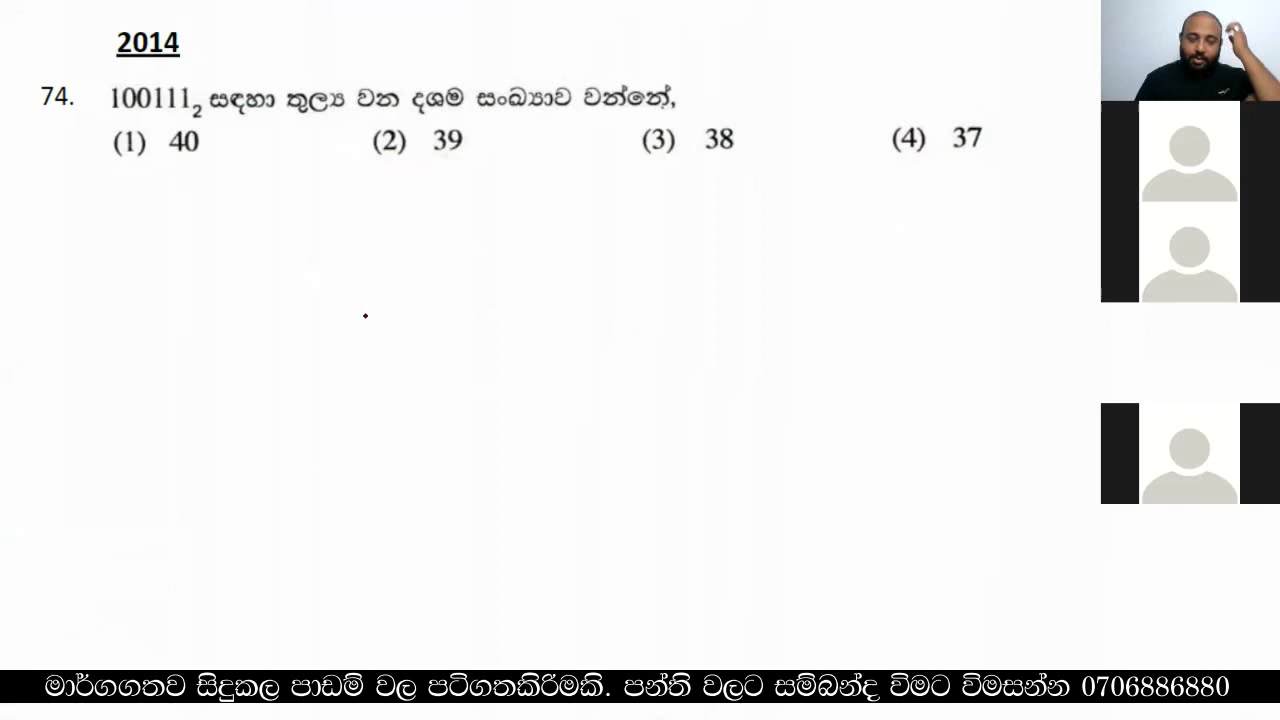 2014
74. 100111₂ සඳහා තුල්‍ය වන දශම සංඛ්‍යාව වන්නේ,
(1) 40 (2) 39 (3) 38 (4) 37
මාර්ගගතව සිදුකල පාඩම් වල පටිගතකිරිමකි. පන්ති වලට සම්බන්ද විමට විමසන්න 0706886880